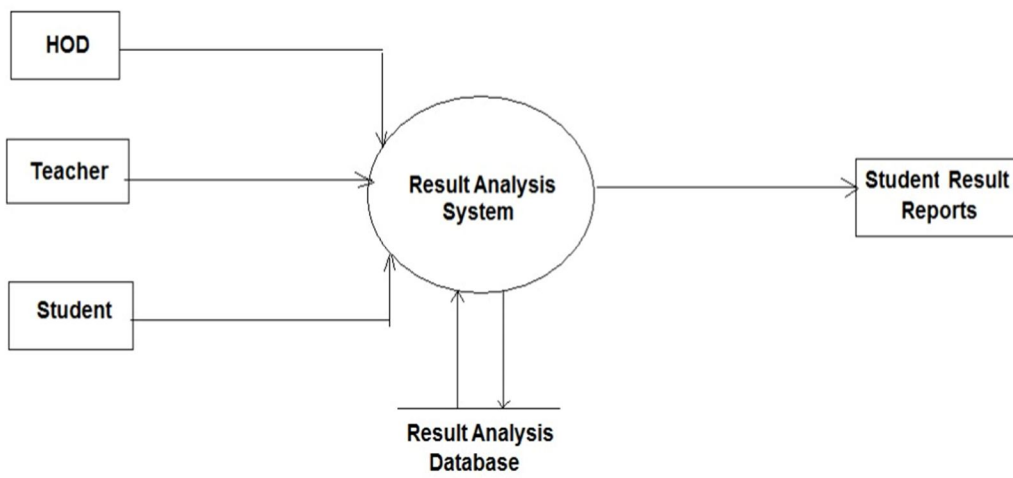 HOD
Teacher
Student
Result Analysis
System
Student Result
Reports
Result Analysis
Database